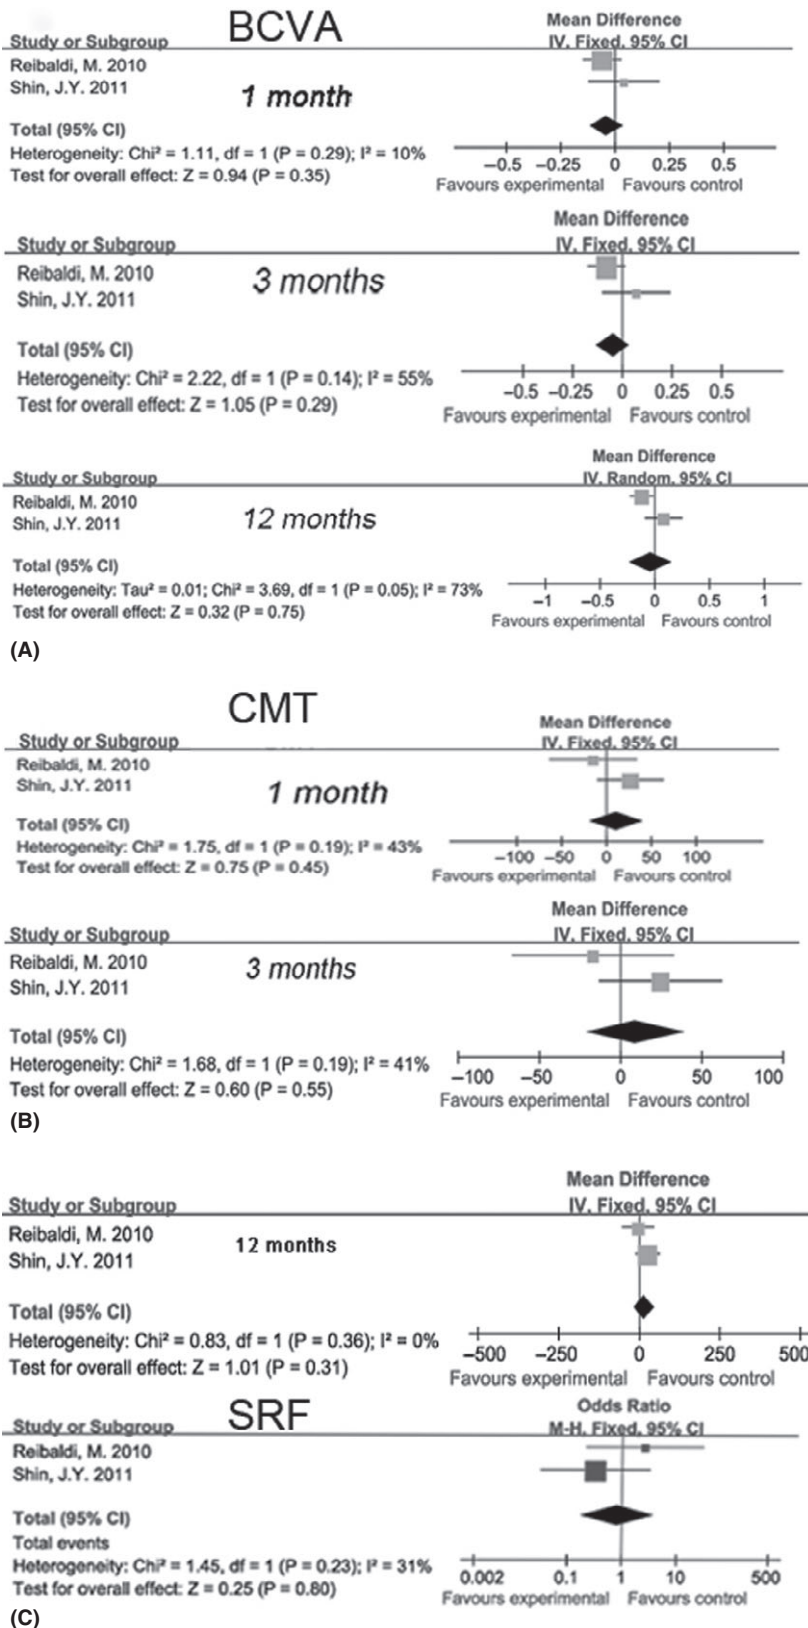 BCVA
Mean Difference
Study or Subgroup IV, Fixed, 95% CI
Reibaldi, M. 2010
Shin, J.Y. 2011
1 month
Total (95% CI)
Heterogeneity: Chi² = 1.11, df = 1 (P = 0.29); I² = 10%
Test for overall effect: Z = 0.94 (P = 0.35)
−0.5 −0.25 0 0.25 0.5
Favours experimental Favours control
Mean Difference
Study or Subgroup IV, Fixed, 95% CI
Reibaldi, M. 2010
3 months
Shin, J.Y. 2011
Total (95% CI)
Heterogeneity: Chi² = 2.22, df = 1 (P = 0.14); I² = 55%
−0.5 −0.25 0 0.25 0.5
Test for overall effect: Z = 1.05 (P = 0.29)
Favours experimental Favours control
Mean Difference
Study or Subgroup IV, Random, 95% CI
Reibaldi, M. 2010
Shin, J.Y. 2011
12 months
Total (95% CI)
Heterogeneity: Tau² = 0.01; Chi² = 3.69, df = 1 (P = 0.05); I² = 73%
−1 −0.5 0 0.5 1
Test for overall effect: Z = 0.32 (P = 0.75)
Favours experimental Favours control
(A)
CMT
Mean Difference
Study or Subgroup IV, Fixed, 95% CI
Reibaldi, M. 2010
Shin, J.Y. 2011
1 month
Total (95% CI)
Heterogeneity: Chi² = 1.75, df = 1 (P = 0.19); I² = 43%
−100 −50 0 50 100
Test for overall effect: Z = 0.75 (P = 0.45)
Favours experimental Favours control
Mean Difference
Study or Subgroup IV, Fixed, 95% CI
Reibaldi, M. 2010
3 months
Shin, J.Y. 2011
Total (95% CI)
Heterogeneity: Chi² = 1.68, df = 1 (P = 0.19); I² = 41%
−100 −50 0 50 100
Test for overall effect: Z = 0.60 (P = 0.55)
Favours experimental Favours control
(B)
Mean Difference
Study or Subgroup IV, Fixed, 95% CI
Reibaldi, M. 2010
12 months
Shin, J.Y. 2011
Total (95% CI)
Heterogeneity: Chi² = 0.83, df = 1 (P = 0.36); I² = 0%
−500 −250 0 250 500
Test for overall effect: Z = 1.01 (P = 0.31)
Favours experimental Favours control
SRF
Odds Ratio
Study or Subgroup M-H, Fixed, 95% CI
Reibaldi, M. 2010
Shin, J.Y. 2011
Total (95% CI)
Total events
Heterogeneity: Chi² = 1.45, df = 1 (P = 0.23); I² = 31%
0.002 0.1 1 10 500
Test for overall effect: Z = 0.25 (P = 0.80)
Favours experimental Favours control
(C)